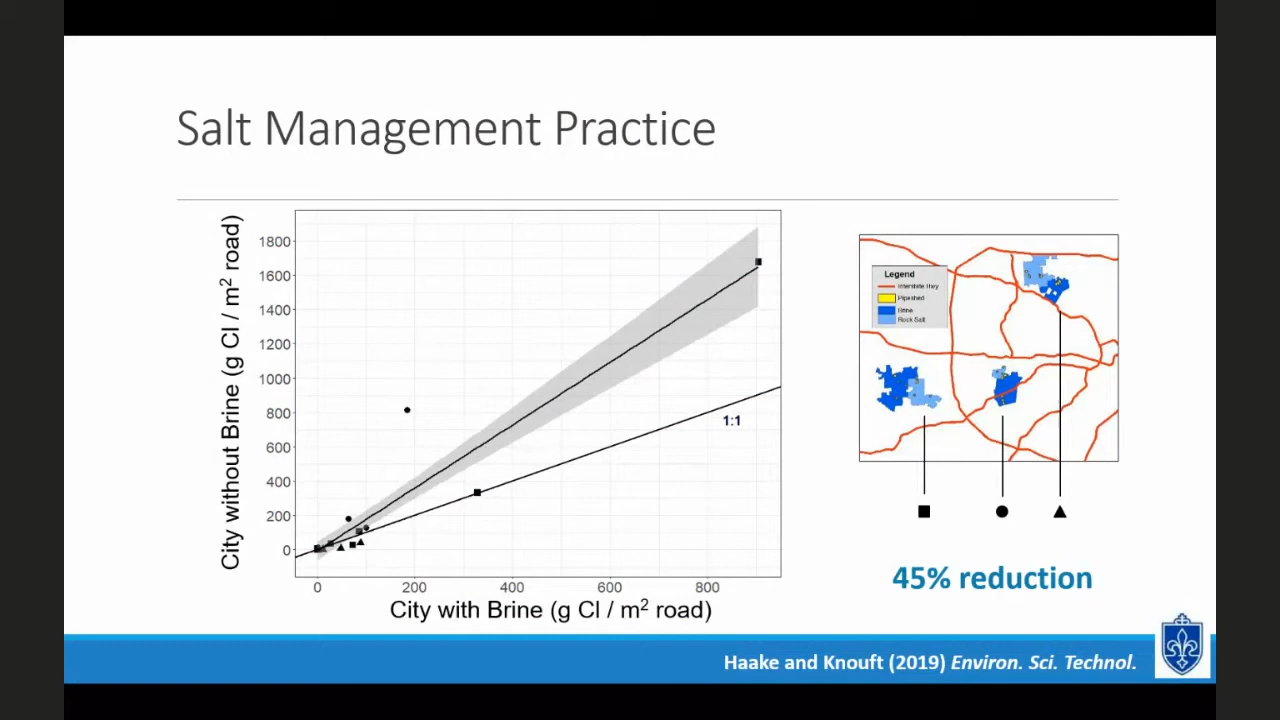 Salt Management Practice
City without Brine (g Cl / m² road)
1800
1600
1400
1200
1000
800
600
400
200
0
0 200 400 600 800
City with Brine (g Cl / m² road)
1:1
Legend
Interstate Hwy
Pipeshed
Brine
Rock Salt
45% reduction
Haake and Knouft (2019) Environ. Sci. Technol.